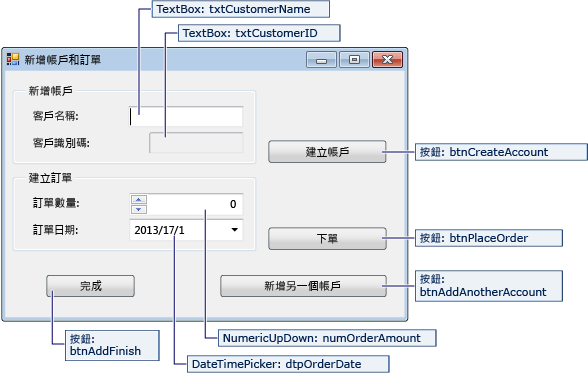 TextBox: txtCustomerName
TextBox: txtCustomerID
新增帳戶和訂單
新增帳戶
客戶名稱:
客戶識別碼:
建立帳戶
按鈕: btnCreateAccount
建立訂單
訂單數量:
0
訂單日期:
2013/17/1
下單
按鈕: btnPlaceOrder
完成
新增另一個帳戶
按鈕:
btnAddAnotherAccount
按鈕:
btnAddFinish
NumericUpDown: numOrderAmount
DateTimePicker: dtpOrderDate